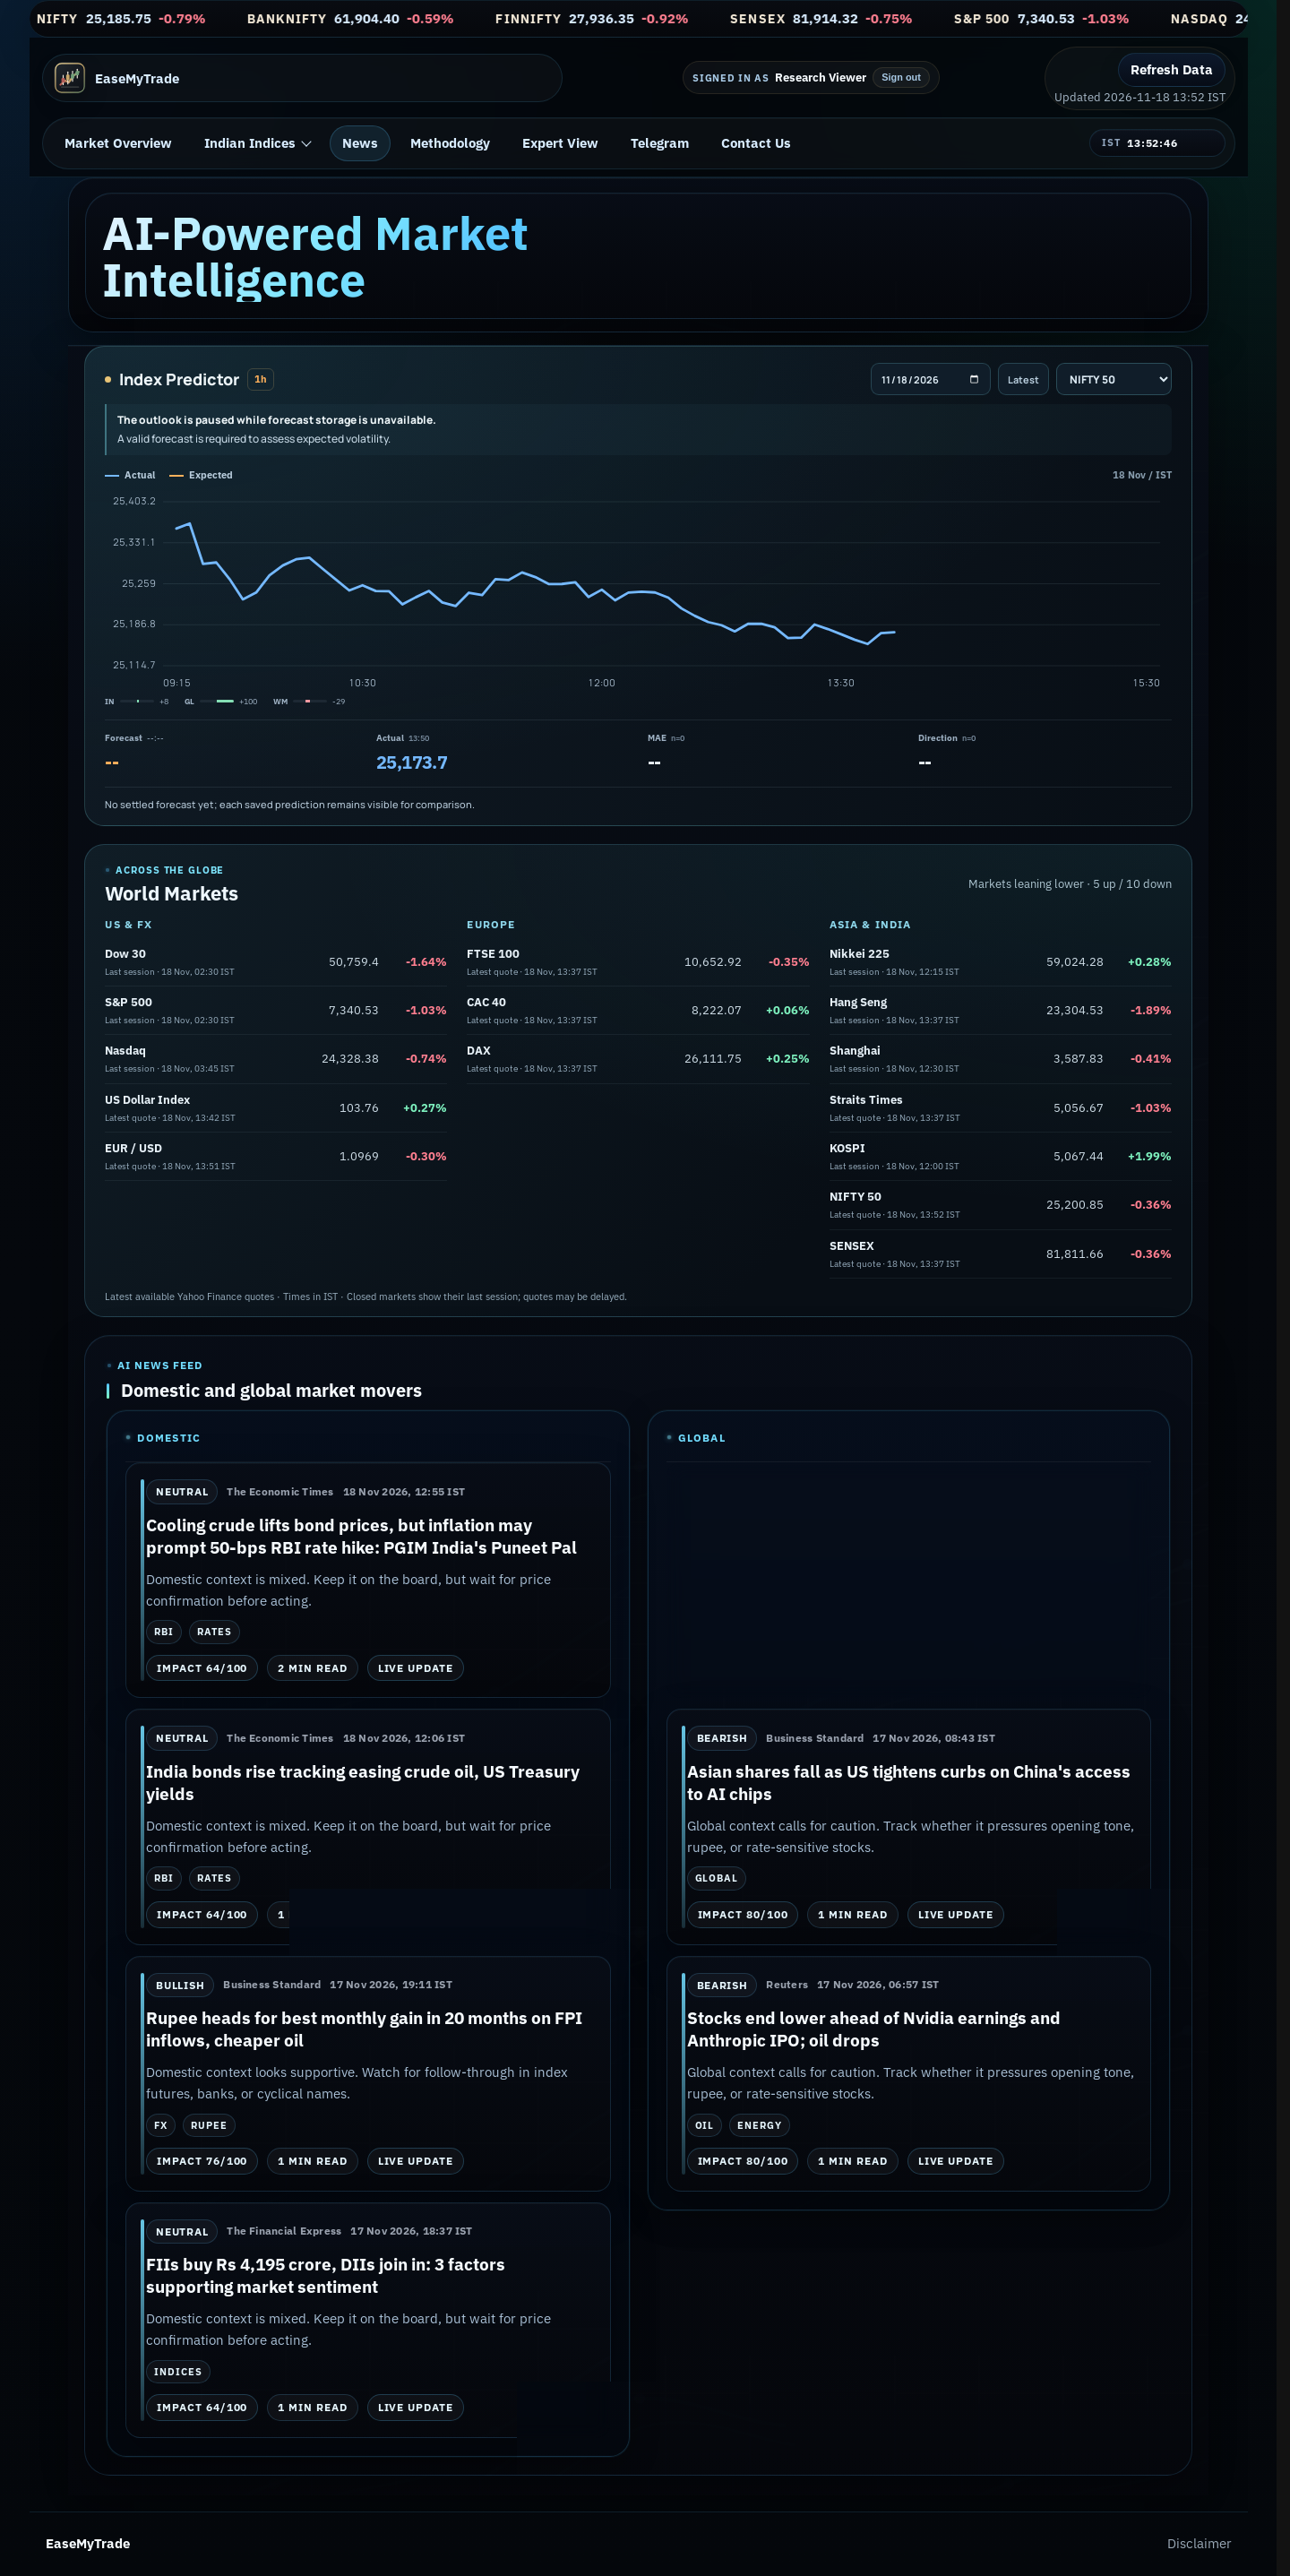 NIFTY 25,185.75 -0.79% BANKNIFTY 61,904.40 -0.59% FINNIFTY 27,936.35 -0.92% SENSEX 81,914.32 -0.75% S&P 500 7,340.53 -1.03% NASDAQ
EaseMyTrade
SIGNED IN AS Research Viewer Sign out
Refresh Data
Updated 2026-11-18 13:52 IST
Market Overview Indian Indices News Methodology Expert View Telegram Contact Us
IST 13:52:46
AI-Powered Market
Intelligence
Index Predictor 1h
11/18/2026 Latest NIFTY 50
The outlook is paused while forecast storage is unavailable.
A valid forecast is required to assess expected volatility.
Actual Expected 18 Nov / IST
25,403.2
25,331.1
25,259
25,186.8
25,114.7
09:15 10:30 12:00 13:30 15:30
IN +8 GL +100 WM -29
Forecast --:-- Actual 13:50 MAE n=0 Direction n=0
-- 25,173.7 -- --
No settled forecast yet; each saved prediction remains visible for comparison.
ACROSS THE GLOBE
World Markets
Markets leaning lower · 5 up / 10 down
US & FX
Dow 30 50,759.4 -1.64%
Last session · 18 Nov, 02:30 IST
S&P 500 7,340.53 -1.03%
Last session · 18 Nov, 02:30 IST
Nasdaq 24,328.38 -0.74%
Last session · 18 Nov, 03:45 IST
US Dollar Index 103.76 +0.27%
Latest quote · 18 Nov, 13:42 IST
EUR / USD 1.0969 -0.30%
Latest quote · 18 Nov, 13:51 IST
EUROPE
FTSE 100 10,652.92 -0.35%
Latest quote · 18 Nov, 13:37 IST
CAC 40 8,222.07 +0.06%
Latest quote · 18 Nov, 13:37 IST
DAX 26,111.75 +0.25%
Latest quote · 18 Nov, 13:37 IST
ASIA & INDIA
Nikkei 225 59,024.28 +0.28%
Last session · 18 Nov, 12:15 IST
Hang Seng 23,304.53 -1.89%
Last session · 18 Nov, 13:37 IST
Shanghai 3,587.83 -0.41%
Last session · 18 Nov, 12:30 IST
Straits Times 5,056.67 -1.03%
Latest quote · 18 Nov, 13:37 IST
KOSPI 5,067.44 +1.99%
Last session · 18 Nov, 12:00 IST
NIFTY 50 25,200.85 -0.36%
Latest quote · 18 Nov, 13:52 IST
SENSEX 81,811.66 -0.36%
Latest quote · 18 Nov, 13:37 IST
Latest available Yahoo Finance quotes · Times in IST · Closed markets show their last session; quotes may be delayed.
AI NEWS FEED
Domestic and global market movers
DOMESTIC
NEUTRAL The Economic Times 18 Nov 2026, 12:55 IST
Cooling crude lifts bond prices, but inflation may
prompt 50-bps RBI rate hike: PGIM India's Puneet Pal
Domestic context is mixed. Keep it on the board, but wait for price
confirmation before acting.
RBI RATES
IMPACT 64/100 2 MIN READ LIVE UPDATE
NEUTRAL The Economic Times 18 Nov 2026, 12:06 IST
India bonds rise tracking easing crude oil, US Treasury
yields
Domestic context is mixed. Keep it on the board, but wait for price
confirmation before acting.
RBI RATES
IMPACT 64/100 1
BULLISH Business Standard 17 Nov 2026, 19:11 IST
Rupee heads for best monthly gain in 20 months on FPI
inflows, cheaper oil
Domestic context looks supportive. Watch for follow-through in index
futures, banks, or cyclical names.
FX RUPEE
IMPACT 76/100 1 MIN READ LIVE UPDATE
NEUTRAL The Financial Express 17 Nov 2026, 18:37 IST
FIIs buy Rs 4,195 crore, DIIs join in: 3 factors
supporting market sentiment
Domestic context is mixed. Keep it on the board, but wait for price
confirmation before acting.
INDICES
IMPACT 64/100 1 MIN READ LIVE UPDATE
GLOBAL
BEARISH Business Standard 17 Nov 2026, 08:43 IST
Asian shares fall as US tightens curbs on China's access
to AI chips
Global context calls for caution. Track whether it pressures opening tone,
rupee, or rate-sensitive stocks.
GLOBAL
IMPACT 80/100 1 MIN READ LIVE UPDATE
BEARISH Reuters 17 Nov 2026, 06:57 IST
Stocks end lower ahead of Nvidia earnings and
Anthropic IPO; oil drops
Global context calls for caution. Track whether it pressures opening tone,
rupee, or rate-sensitive stocks.
OIL ENERGY
IMPACT 80/100 1 MIN READ LIVE UPDATE
EaseMyTrade Disclaimer